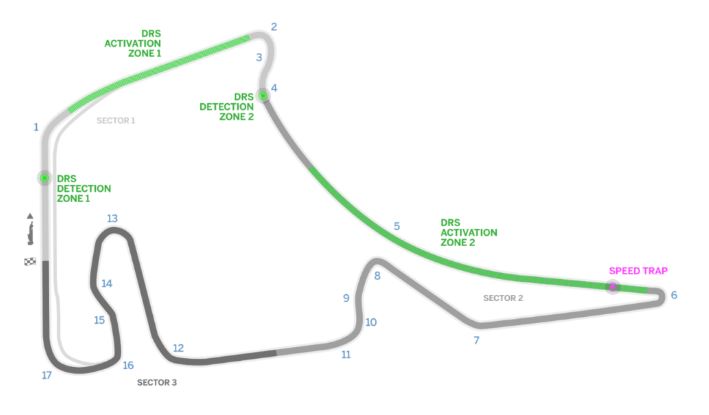 DRS
ACTIVATION
ZONE 1
2
3
4
DRS
DETECTION
ZONE 2
1
SECTOR 1
DRS
DETECTION
ZONE 1
13
5
DRS
ACTIVATION
ZONE 2
SPEED TRAP
8
6
14
9
SECTOR 2
15
10
7
12
11
16
17
SECTOR 3